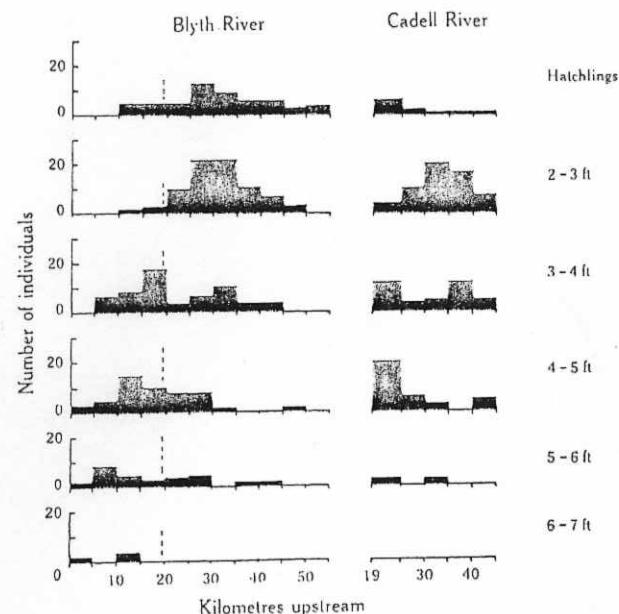 Blyth River Cadell River
20
0
Hatchlings
20
0
2-3 ft
20
0
3-4 ft
20
0
4-5 ft
20
0
5-6 ft
20
0
6-7 ft
Number of individuals
0 10 20 30 40 50 19 30 40
Kilometres upstream